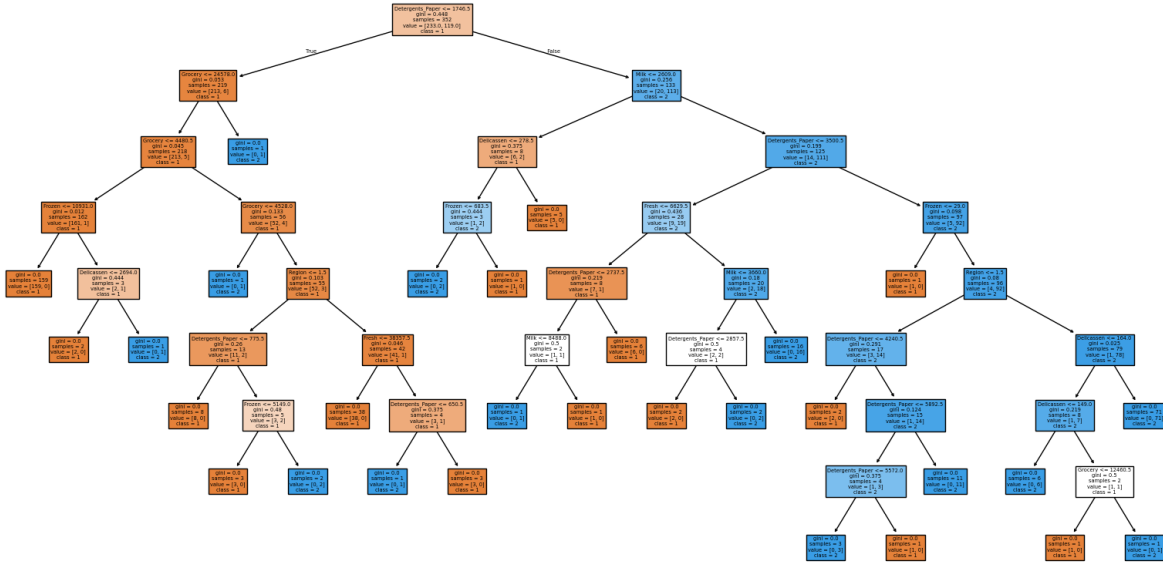 Detergents_Paper <= 1746.5
gini = 0.448
samples = 352
value = [233.0, 119.0]
class = 1
True
False
Grocery <= 24578.0
gini = 0.053
samples = 219
value = [213, 6]
class = 1
Milk <= 2609.0
gini = 0.256
samples = 133
value = [20, 113]
class = 2
Grocery <= 4480.5
gini = 0.045
samples = 218
value = [213, 5]
class = 1
gini = 0.0
samples = 1
value = [0, 1]
class = 2
Delicassen <= 278.5
gini = 0.375
samples = 8
value = [6, 2]
class = 1
Detergents_Paper <= 3500.5
gini = 0.199
samples = 125
value = [14, 111]
class = 2
Frozen <= 10931.0
gini = 0.012
samples = 162
value = [161, 1]
class = 1
Grocery <= 4528.0
gini = 0.133
samples = 56
value = [52, 4]
class = 1
Frozen <= 683.5
gini = 0.444
samples = 3
value = [1, 2]
class = 2
gini = 0.0
samples = 5
value = [5, 0]
class = 1
Fresh <= 6829.5
gini = 0.436
samples = 28
value = [9, 19]
class = 2
Frozen <= 29.0
gini = 0.098
samples = 97
value = [5, 92]
class = 2
gini = 0.0
samples = 159
value = [159, 0]
class = 1
Delicassen <= 2694.0
gini = 0.444
samples = 3
value = [2, 1]
class = 1
gini = 0.0
samples = 1
value = [0, 1]
class = 2
Region <= 1.5
gini = 0.103
samples = 55
value = [52, 3]
class = 1
gini = 0.0
samples = 2
value = [0, 2]
class = 2
gini = 0.0
samples = 1
value = [1, 0]
class = 1
Detergents_Paper <= 2737.5
gini = 0.219
samples = 8
value = [7, 1]
class = 1
Milk <= 3660.0
gini = 0.18
samples = 20
value = [2, 18]
class = 2
gini = 0.0
samples = 1
value = [1, 0]
class = 1
Region <= 1.5
gini = 0.08
samples = 96
value = [4, 92]
class = 2
gini = 0.0
samples = 2
value = [2, 0]
class = 1
gini = 0.0
samples = 1
value = [0, 1]
class = 2
Detergents_Paper <= 775.5
gini = 0.26
samples = 13
value = [11, 2]
class = 1
Fresh <= 38357.5
gini = 0.046
samples = 42
value = [41, 1]
class = 1
Milk <= 8488.0
gini = 0.5
samples = 2
value = [1, 1]
class = 1
gini = 0.0
samples = 6
value = [6, 0]
class = 1
Detergents_Paper <= 2857.5
gini = 0.5
samples = 4
value = [2, 2]
class = 1
gini = 0.0
samples = 16
value = [0, 16]
class = 2
Detergents_Paper <= 4240.5
gini = 0.291
samples = 17
value = [3, 14]
class = 2
Delicassen <= 164.0
gini = 0.025
samples = 79
value = [1, 78]
class = 2
gini = 0.0
samples = 8
value = [8, 0]
class = 1
Frozen <= 5149.0
gini = 0.48
samples = 5
value = [3, 2]
class = 1
gini = 0.0
samples = 38
value = [38, 0]
class = 1
Detergents_Paper <= 650.5
gini = 0.375
samples = 4
value = [3, 1]
class = 1
gini = 0.0
samples = 1
value = [0, 1]
class = 2
gini = 0.0
samples = 1
value = [1, 0]
class = 1
gini = 0.0
samples = 2
value = [2, 0]
class = 1
gini = 0.0
samples = 2
value = [0, 2]
class = 2
gini = 0.0
samples = 2
value = [2, 0]
class = 1
Detergents_Paper <= 5892.5
gini = 0.124
samples = 15
value = [1, 14]
class = 2
Delicassen <= 149.0
gini = 0.219
samples = 8
value = [1, 7]
class = 2
gini = 0.0
samples = 71
value = [0, 71]
class = 2
gini = 0.0
samples = 3
value = [3, 0]
class = 1
gini = 0.0
samples = 2
value = [0, 2]
class = 2
gini = 0.0
samples = 1
value = [0, 1]
class = 2
gini = 0.0
samples = 3
value = [3, 0]
class = 1
Detergents_Paper <= 5572.0
gini = 0.375
samples = 4
value = [1, 3]
class = 2
gini = 0.0
samples = 11
value = [0, 11]
class = 2
gini = 0.0
samples = 6
value = [0, 6]
class = 2
Grocery <= 12460.5
gini = 0.5
samples = 2
value = [1, 1]
class = 1
gini = 0.0
samples = 3
value = [0, 3]
class = 2
gini = 0.0
samples = 1
value = [1, 0]
class = 1
gini = 0.0
samples = 1
value = [1, 0]
class = 1
gini = 0.0
samples = 1
value = [0, 1]
class = 2